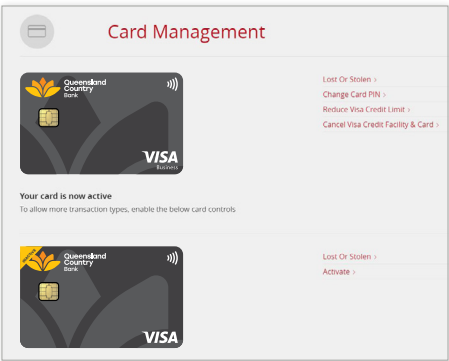 Card Management
Queensland
Country
Bank
VISA
Business
Lost Or Stolen >
Change Card PIN >
Reduce Visa Credit Limit >
Cancel Visa Credit Facility & Card >
Your card is now active
To allow more transaction types, enable the below card controls
Queensland
Country
Bank
VISA
Lost Or Stolen >
Activate >